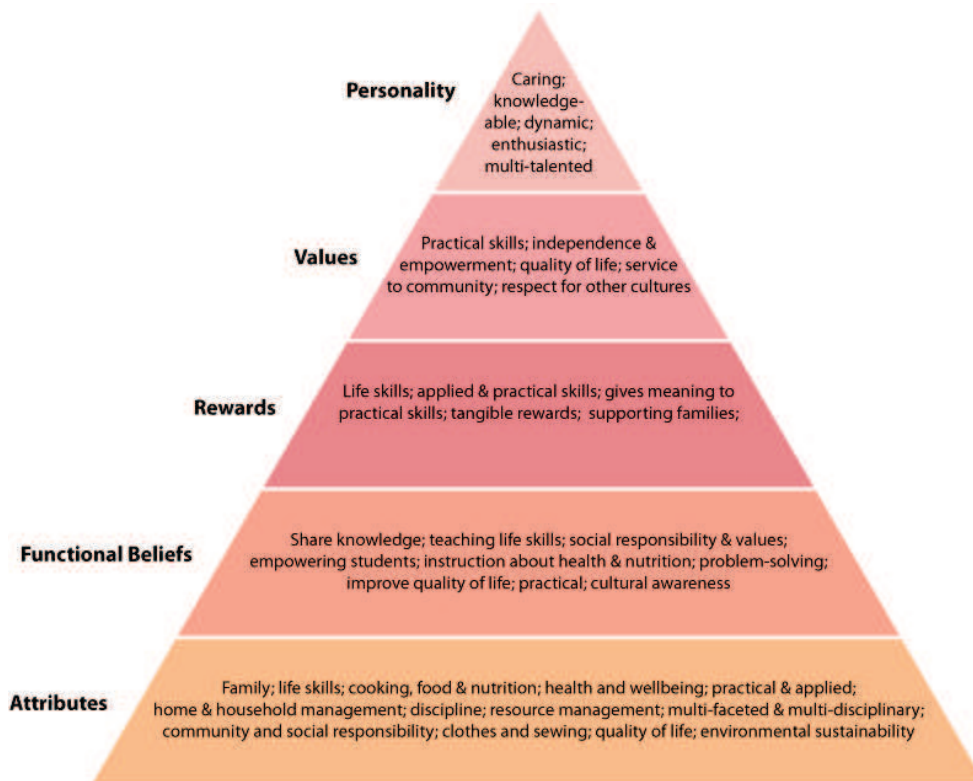 Personality
Caring;
knowledge-
able; dynamic;
enthusiastic;
multi-talented
Values
Practical skills; independence &
empowerment; quality of life; service
to community; respect for other cultures
Rewards
Life skills; applied & practical skills; gives meaning to
practical skills; tangible rewards; supporting families;
Functional Beliefs
Share knowledge; teaching life skills; social responsibility & values;
empowering students; instruction about health & nutrition; problem-solving;
improve quality of life; practical; cultural awareness
Attributes
Family; life skills; cooking, food & nutrition; health and wellbeing; practical & applied;
home & household management; discipline; resource management; multi-faceted & multi-disciplinary;
community and social responsibility; clothes and sewing; quality of life; environmental sustainability